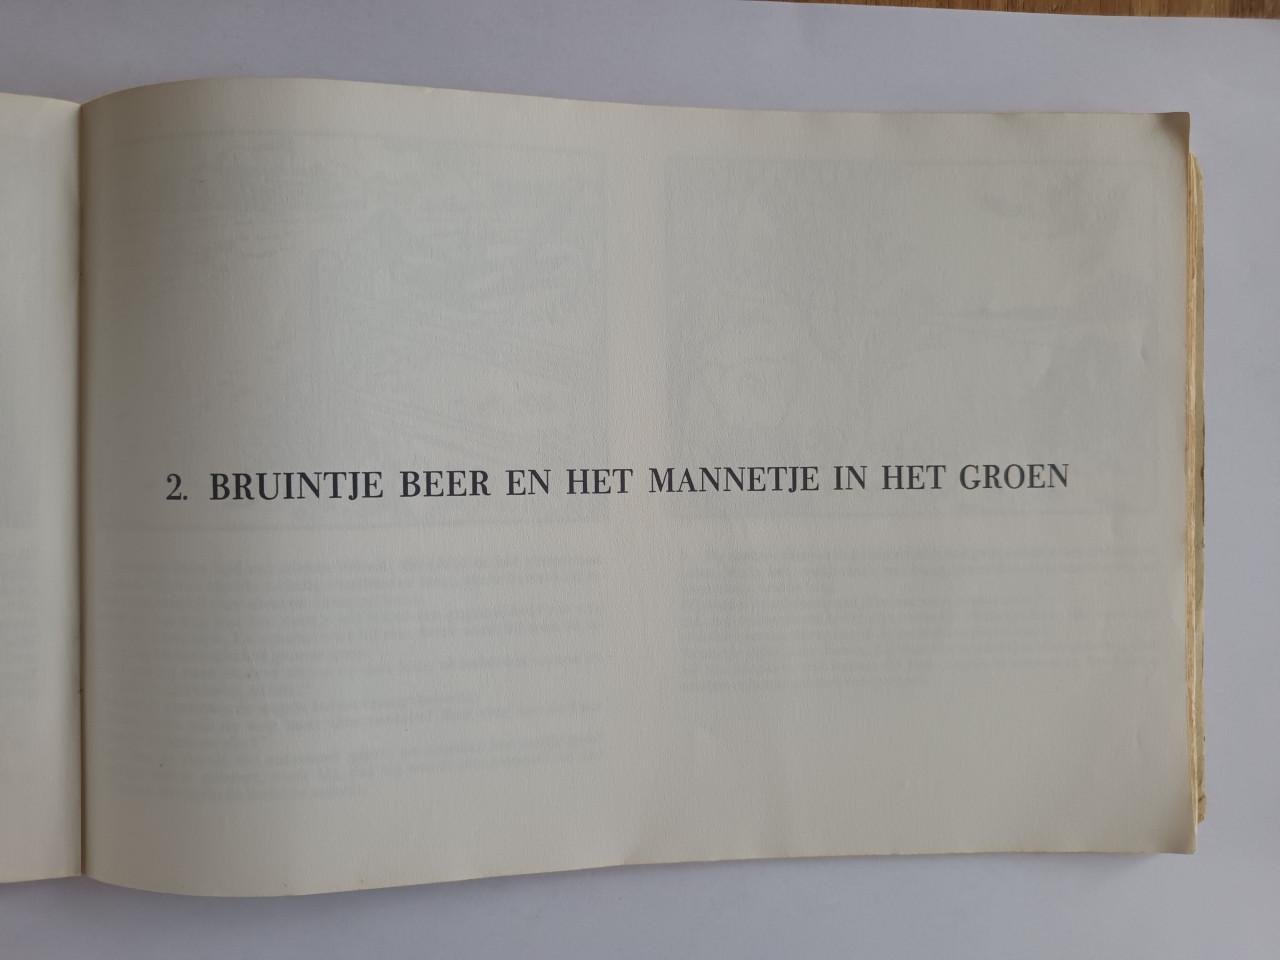 2. BRUINTJE BEER EN HET MANNETJE IN HET GROEN